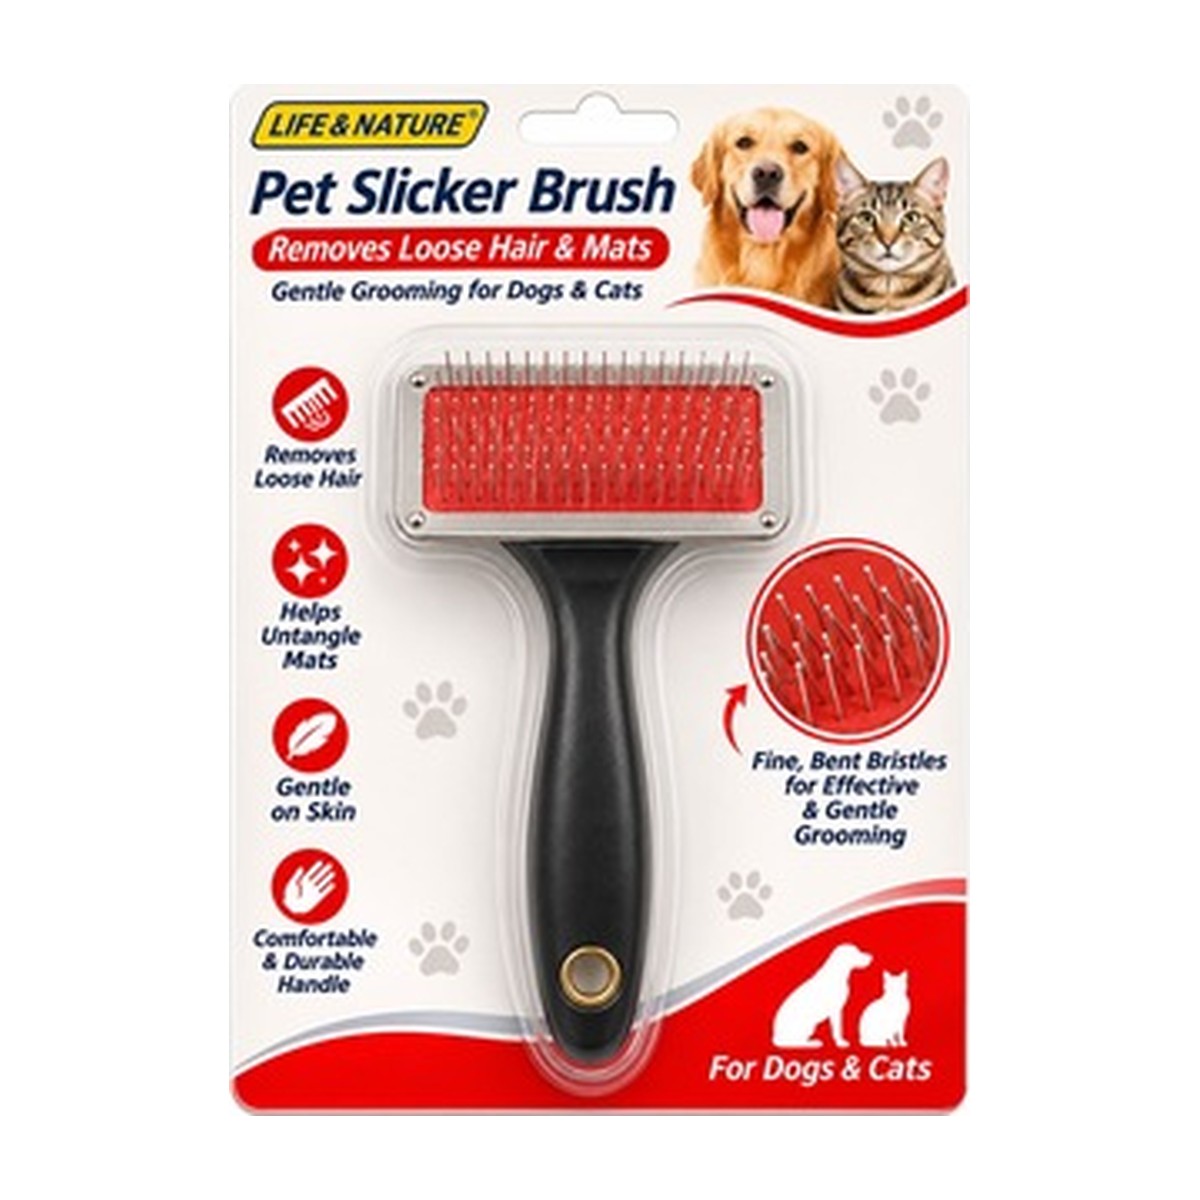 LIFE & NATURE®
Pet Slicker Brush
Removes Loose Hair & Mats
Gentle Grooming for Dogs & Cats
Removes
Loose Hair
Helps
Untangle
Mats
Gentle
on Skin
Comfortable
& Durable
Handle
Fine, Bent Bristles
for Effective
& Gentle
Grooming
For Dogs & Cats